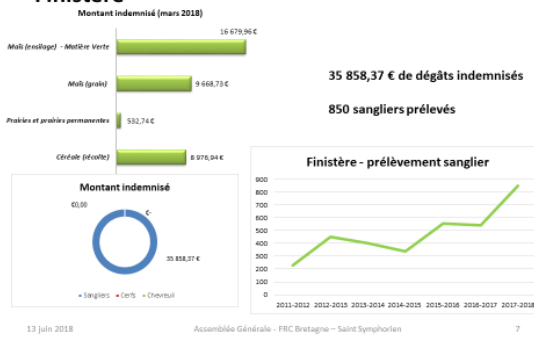 Finistère
Montant indemnisé (mars 2018)
16 679,96 €
Maïs (ensilage) - Matière Verte
Maïs (grain)
9 668,73 €
Prairies et prairies permanentes
532,74 €
Céréale (récolte)
8 976,94 €
35 858,37 € de dégâts indemnisés
850 sangliers prélevés
Montant indemnisé
€0,00
€-
35 858,37 €
Sangliers
Cerfs
Chevreuil
Finistère - prélèvement sanglier
900
800
700
600
500
400
300
200
100
0
2011-2012 2012-2013 2013-2014 2014-2015 2015-2016 2016-2017 2017-2018
13 juin 2018
Assemblée Générale - FRC Bretagne – Saint Symphorien
7